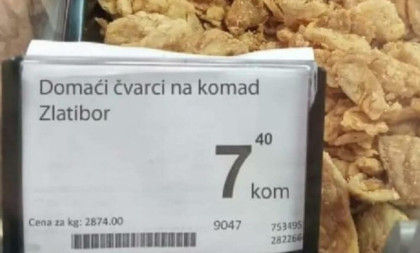 Domaći čvarci na komad
Zlatibor
7 40
kom
Cena za kg: 2874.00
9047
753495
282266